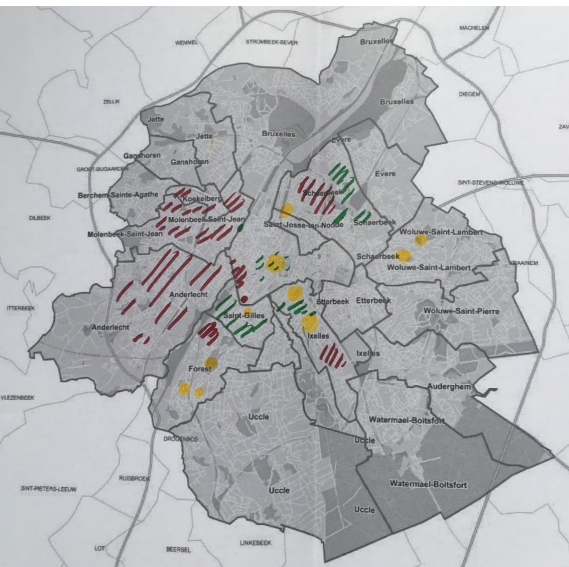 MACHELEN
WEMMEL
STROMBEEK-BEVER
Bruxelles
DIEGEM
ZELLIK
Bruxelles
Jette
Jette
Bruxelles
Evere
Ganshoren
Ganshoren
Evere
GROOT-BIJGAARDEN
SINT-STEVENS-WOLUWE
Berchem-Sainte-Agathe
Koekelberg
Schaerbeek
DILBEEK
Molenbeek-Saint-Jean
Saint-Josse-ten-Noode
Schaerbeek
Molenbeek-Saint-Jean
Woluwe-Saint-Lambert
Schaerbeek
Woluwe-Saint-Lambert
KRAAINEM
Anderlecht
Etterbeek
Etterbeek
ITTERBEEK
Anderlecht
Saint-Gilles
Woluwe-Saint-Pierre
Ixelles
Ixelles
Forest
Auderghem
VLEZENBEEK
Uccle
Watermael-Boitsfort
DROGENBOS
Uccle
RUISBROEK
SINT-PIETERS-LEEUW
Uccle
Watermael-Boitsfort
Uccle
LINKEBEEK
LOT
BEERSEL